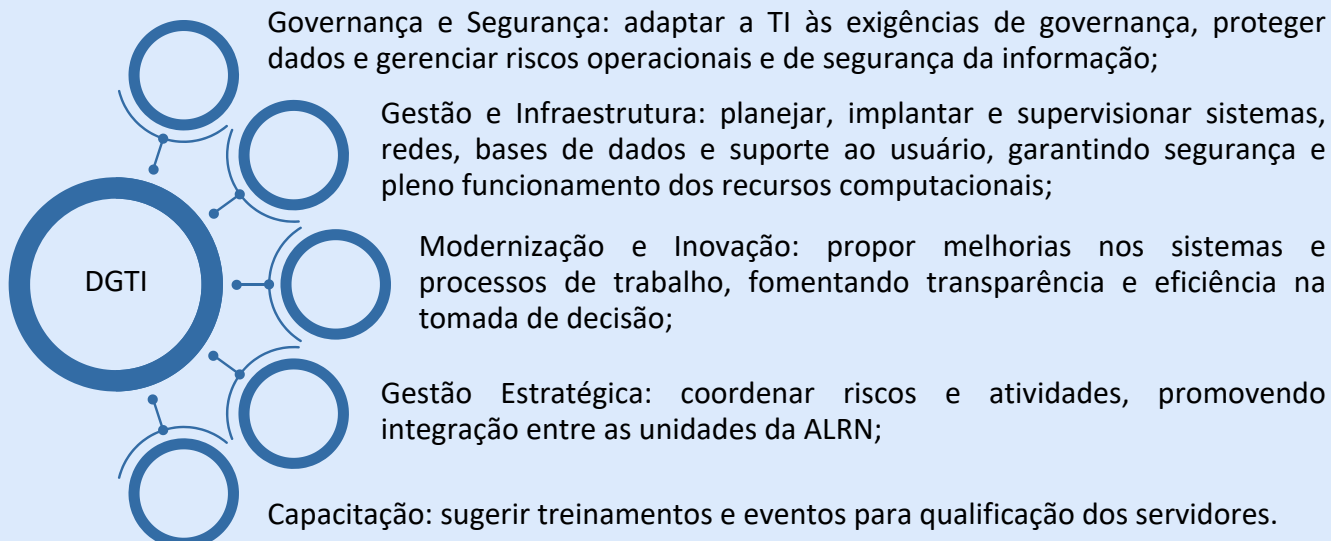 Governança e Segurança: adaptar a TI às exigências de governança, proteger
dados e gerenciar riscos operacionais e de segurança da informação;
Gestão e Infraestrutura: planejar, implantar e supervisionar sistemas,
redes, bases de dados e suporte ao usuário, garantindo segurança e
pleno funcionamento dos recursos computacionais;
DGTI
Modernização e Inovação: propor melhorias nos sistemas e
processos de trabalho, fomentando transparência e eficiência na
tomada de decisão;
Gestão Estratégica: coordenar riscos e atividades, promovendo
integração entre as unidades da ALRN;
Capacitação: sugerir treinamentos e eventos para qualificação dos servidores.